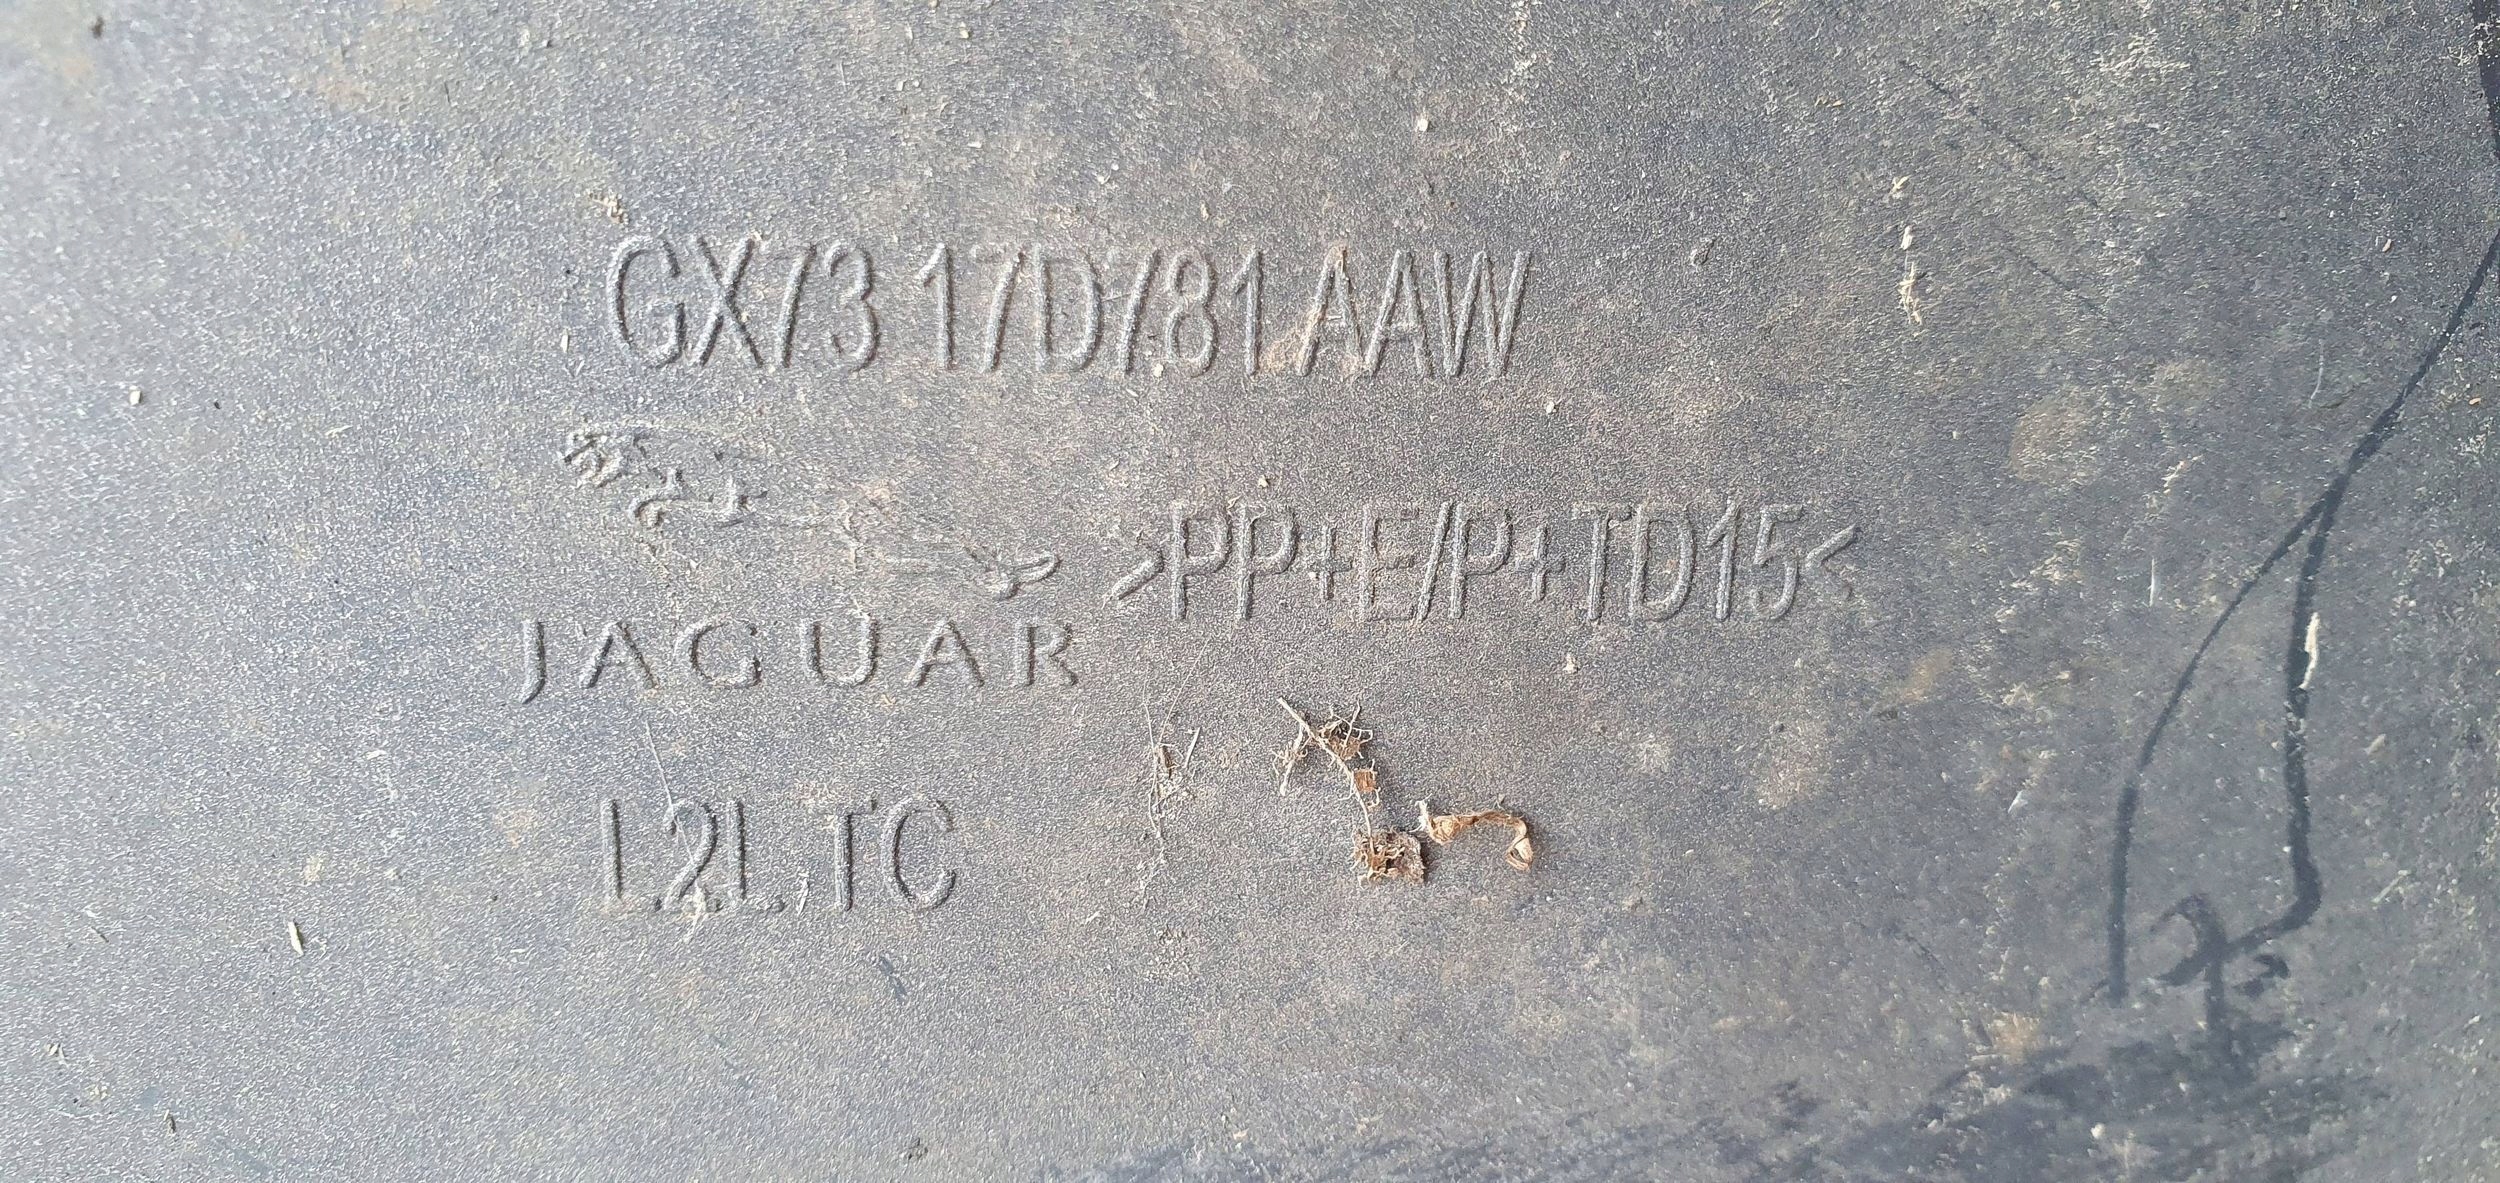 GX73 17D781 AAW
>PP+E/P+TD15<
JAGUAR
L2L TC